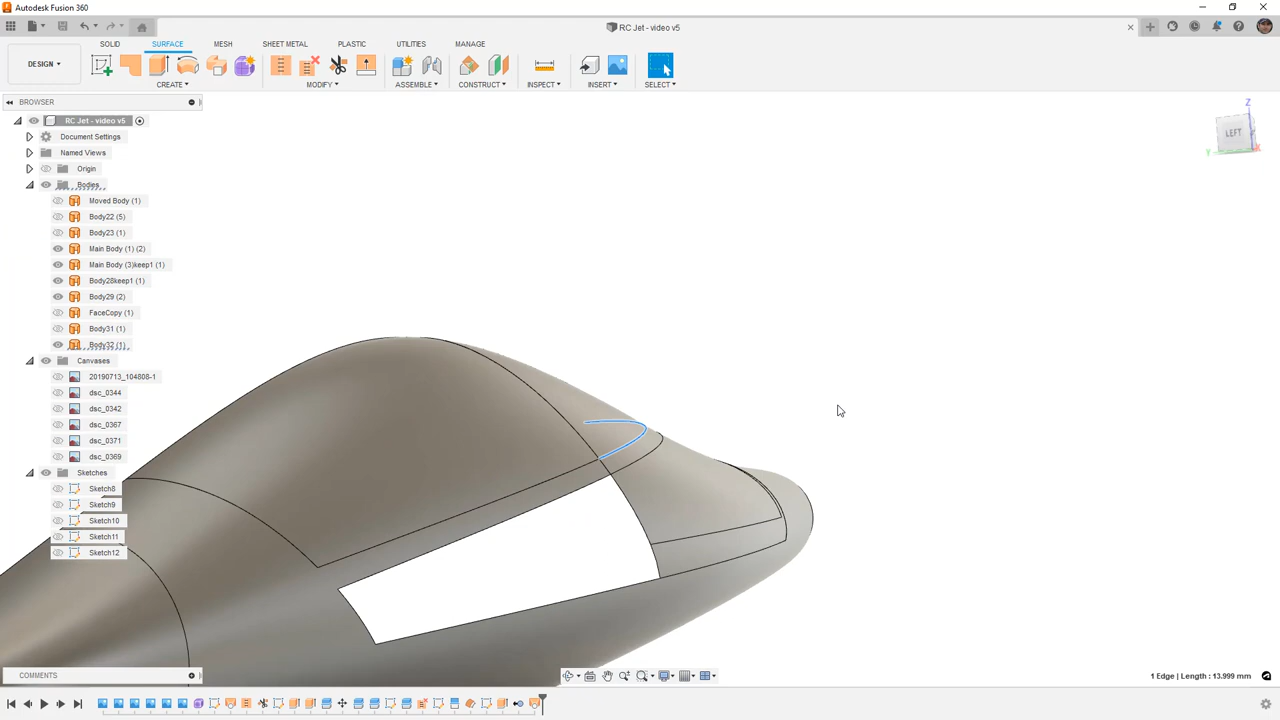 Autodesk Fusion 360
RC Jet - video v5
SOLID SURFACE MESH SHEET METAL PLASTIC UTILITIES MANAGE
DESIGN
CREATE MODIFY ASSEMBLE CONSTRUCT INSPECT INSERT SELECT
BROWSER
RC Jet - video v5
Document Settings
Named Views
Origin
Bodies
Moved Body (1)
Body22 (5)
Body23 (1)
Main Body (1) (2)
Main Body (3)keep1 (1)
Body28keep1 (1)
Body29 (2)
FaceCopy (1)
Body31 (1)
Body32 (1)
Canvases
20190713_104808-1
dsc_0344
dsc_0342
dsc_0367
dsc_0371
dsc_0369
Sketches
Sketch8
Sketch9
Sketch10
Sketch11
Sketch12
Z
LEFT
Y
X
COMMENTS
1 Edge | Length : 13.999 mm